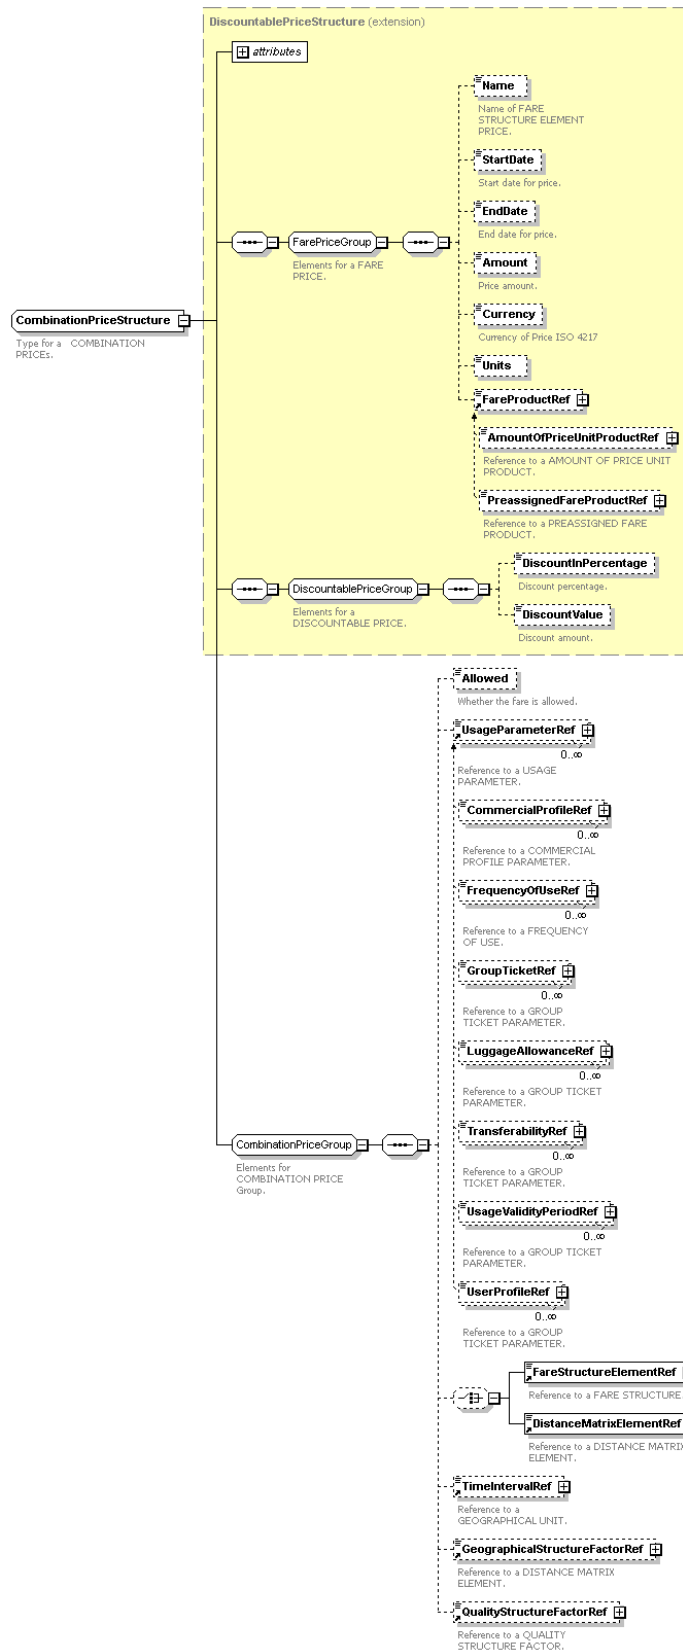 DiscountablePriceStructure (extension)
attributes
Name
Name of FARE
STRUCTURE ELEMENT
PRICE.
StartDate
Start date for price.
EndDate
End date for price.
FarePriceGroup
Elements for a FARE
PRICE.
Amount
Price amount.
CombinationPriceStructure
Type for a COMBINATION
PRICEs.
Currency
Currency of Price ISO 4217
Units
FareProductRef
AmountOfPriceUnitProductRef
Reference to a AMOUNT OF PRICE UNIT
PRODUCT.
PreassignedFareProductRef
Reference to a PREASSIGNED FARE
PRODUCT.
DiscountablePriceGroup
Elements for a
DISCOUNTABLE PRICE.
DiscountInPercentage
Discount percentage.
DiscountValue
Discount amount.
Allowed
Whether the fare is allowed.
UsageParameterRef
0..∞
Reference to a USAGE
PARAMETER.
CommercialProfileRef
0..∞
Reference to a COMMERCIAL
PROFILE PARAMETER.
FrequencyOfUseRef
0..∞
Reference to a FREQUENCY
OF USE.
GroupTicketRef
0..∞
Reference to a GROUP
TICKET PARAMETER.
LuggageAllowanceRef
0..∞
Reference to a GROUP TICKET
PARAMETER.
TransferabilityRef
0..∞
Reference to a GROUP
TICKET PARAMETER.
CombinationPriceGroup
Elements for
COMBINATION PRICE
Group.
UsageValidityPeriodRef
0..∞
Reference to a GROUP TICKET
PARAMETER.
UserProfileRef
0..∞
Reference to a GROUP
TICKET PARAMETER.
FareStructureElementRef
Reference to a FARE STRUCTURE
DistanceMatrixElementRef
Reference to a DISTANCE MATRIX
ELEMENT.
TimeIntervalRef
Reference to a
GEOGRAPHICAL UNIT.
GeographicalStructureFactorRef
Reference to a DISTANCE MATRIX
ELEMENT.
QualityStructureFactorRef
Reference to a QUALITY
STRUCTURE FACTOR.